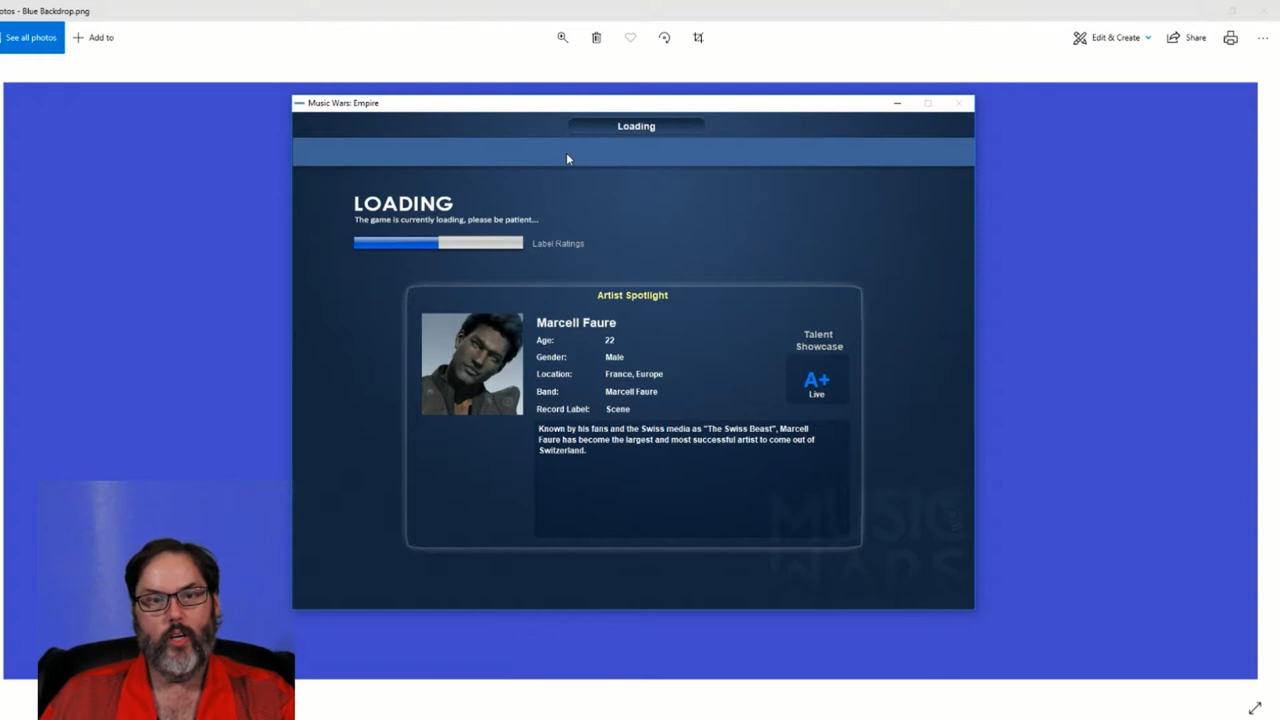 otos - Blue Backdrop.png
See all photos
Add to
Edit & Create
Share
Music Wars: Empire
Loading
LOADING
The game is currently loading, please be patient...
Label Ratings
Artist Spotlight
Marcell Faure
Age: 22
Gender: Male
Location: France, Europe
Band: Marcell Faure
Record Label: Scene
Talent
Showcase
A+
Live
Known by his fans and the Swiss media as "The Swiss Beast", Marcell
Faure has become the largest and most successful artist to come out of
Switzerland.
MUSIC
WARS